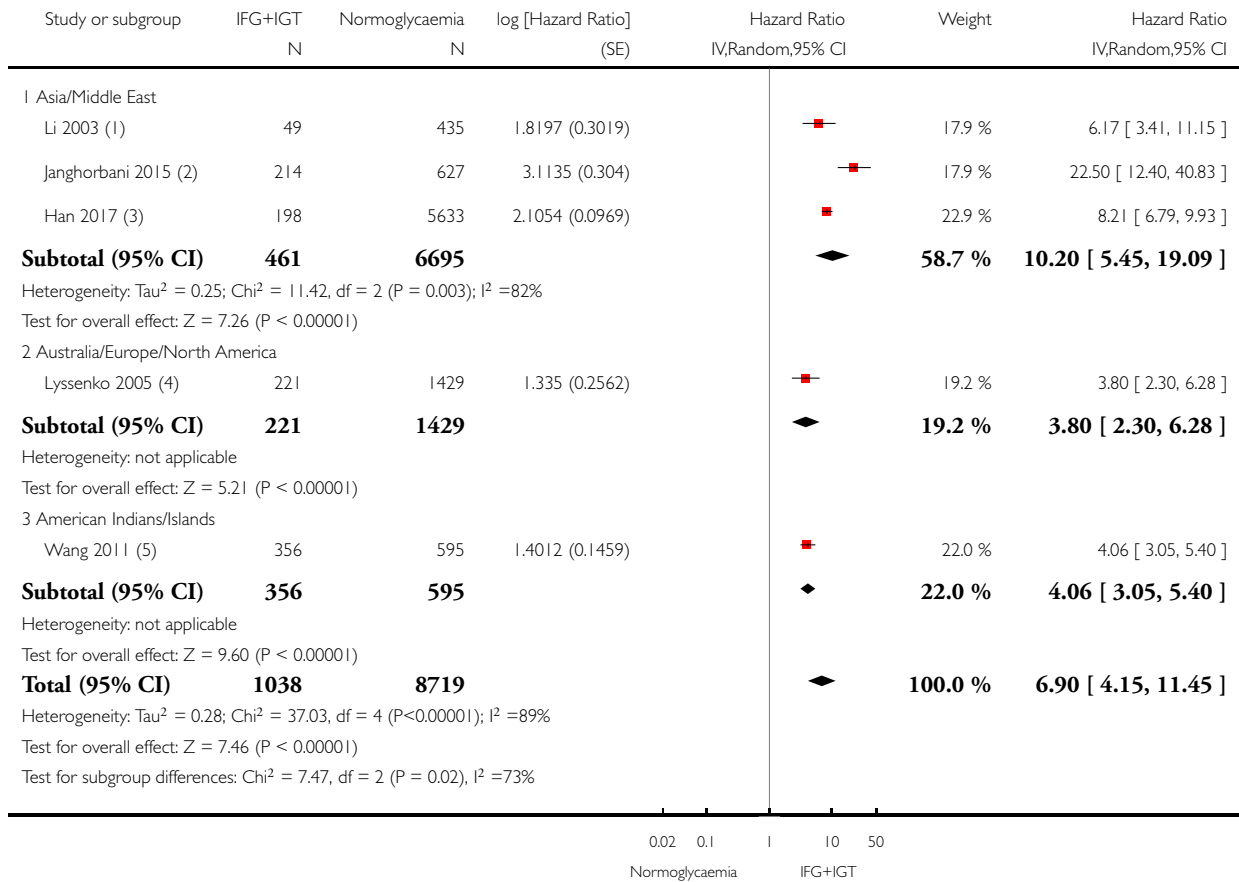 Study or subgroup IFG+IGT Normoglycaemia log [Hazard Ratio] Hazard Ratio Weight Hazard Ratio
N N (SE) IV,Random,95% CI IV,Random,95% CI
1 Asia/Middle East
Li 2003 (1) 49 435 1.8197 (0.3019) 17.9 % 6.17 [ 3.41, 11.15 ]
Janghorbani 2015 (2) 214 627 3.1135 (0.304) 17.9 % 22.50 [ 12.40, 40.83 ]
Han 2017 (3) 198 5633 2.1054 (0.0969) 22.9 % 8.21 [ 6.79, 9.93 ]
Subtotal (95% CI) 461 6695 58.7 % 10.20 [ 5.45, 19.09 ]
Heterogeneity: Tau² = 0.25; Chi² = 11.42, df = 2 (P = 0.003); I² =82%
Test for overall effect: Z = 7.26 (P < 0.00001)
2 Australia/Europe/North America
Lyssenko 2005 (4) 221 1429 1.335 (0.2562) 19.2 % 3.80 [ 2.30, 6.28 ]
Subtotal (95% CI) 221 1429 19.2 % 3.80 [ 2.30, 6.28 ]
Heterogeneity: not applicable
Test for overall effect: Z = 5.21 (P < 0.00001)
3 American Indians/Islands
Wang 2011 (5) 356 595 1.4012 (0.1459) 22.0 % 4.06 [ 3.05, 5.40 ]
Subtotal (95% CI) 356 595 22.0 % 4.06 [ 3.05, 5.40 ]
Heterogeneity: not applicable
Test for overall effect: Z = 9.60 (P < 0.00001)
Total (95% CI) 1038 8719 100.0 % 6.90 [ 4.15, 11.45 ]
Heterogeneity: Tau² = 0.28; Chi² = 37.03, df = 4 (P<0.00001); I² =89%
Test for overall effect: Z = 7.46 (P < 0.00001)
Test for subgroup differences: Chi² = 7.47, df = 2 (P = 0.02), I² =73%
0.02 0.1 1 10 50
Normoglycaemia IFG+IGT